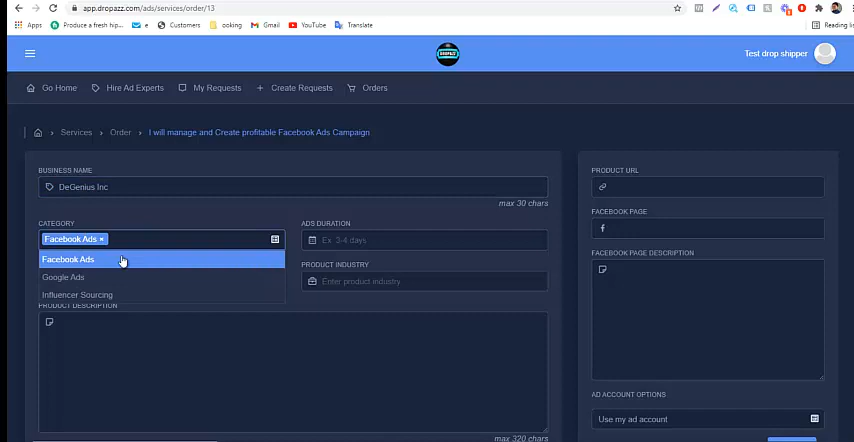 app.dropazz.com/ads/services/order/13
Apps
Produce a fresh hip...
e
Customers
ooking
Gmail
YouTube
Translate
Reading lis
DROPAZZ
Test drop shipper
Go Home
Hire Ad Experts
My Requests
Create Requests
Orders
Services
Order
I will manage and Create profitable Facebook Ads Campaign
BUSINESS NAME
DeGenius Inc
max 30 chars
CATEGORY
Facebook Ads ×
Facebook Ads
Google Ads
Influencer Sourcing
ADS DURATION
Ex 3-4 days
PRODUCT INDUSTRY
Enter product industry
PRODUCT DESCRIPTION
max 320 chars
PRODUCT URL
FACEBOOK PAGE
FACEBOOK PAGE DESCRIPTION
AD ACCOUNT OPTIONS
Use my ad account